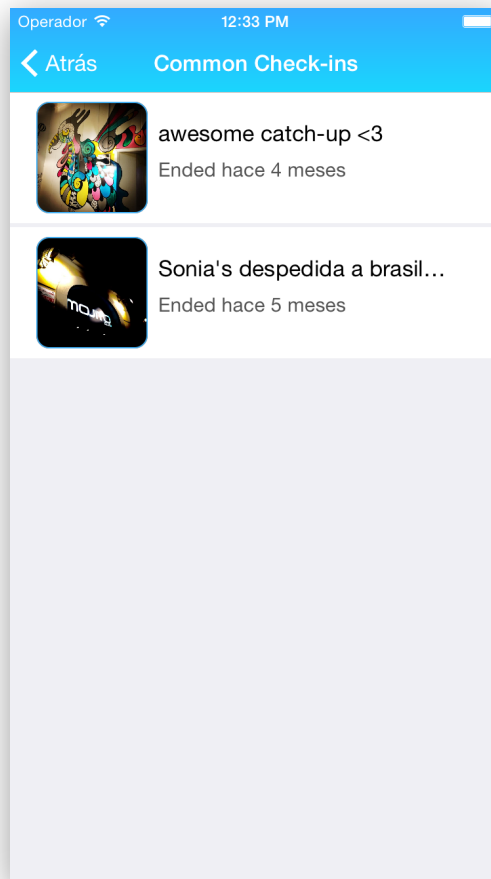 Operador
12:33 PM
Atrás
Common Check-ins
awesome catch-up <3
Ended hace 4 meses
Sonia's despedida a brasil…
Ended hace 5 meses
MOJITO